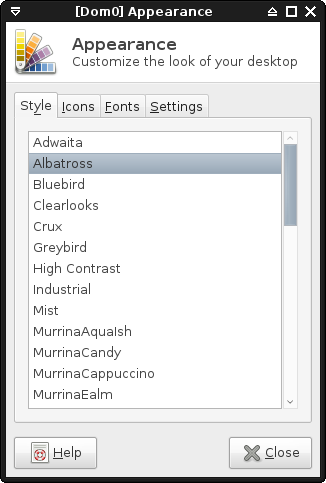 [Dom0] Appearance
Appearance
Customize the look of your desktop
Style Icons Fonts Settings
Adwaita
Albatross
Bluebird
Clearlooks
Crux
Greybird
High Contrast
Industrial
Mist
MurrinaAquaIsh
MurrinaCandy
MurrinaCappuccino
MurrinaEalm
Help Close